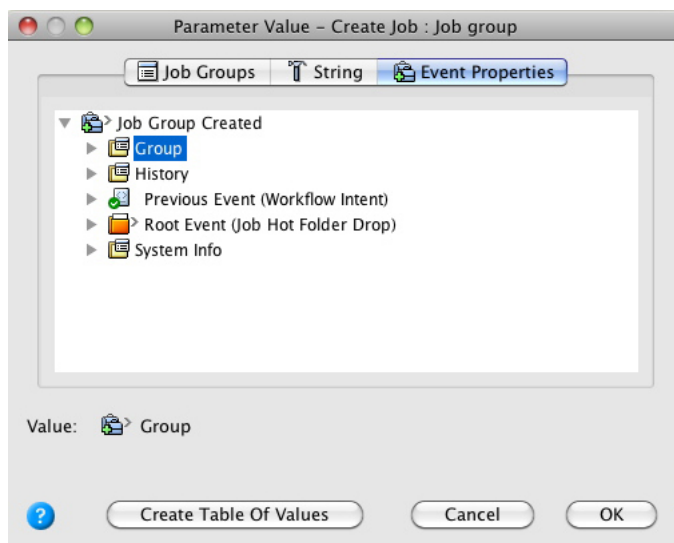 Parameter Value – Create Job : Job group
Job Groups String Event Properties
Job Group Created
Group
History
Previous Event (Workflow Intent)
Root Event (Job Hot Folder Drop)
System Info
Value: Group
? Create Table Of Values Cancel OK